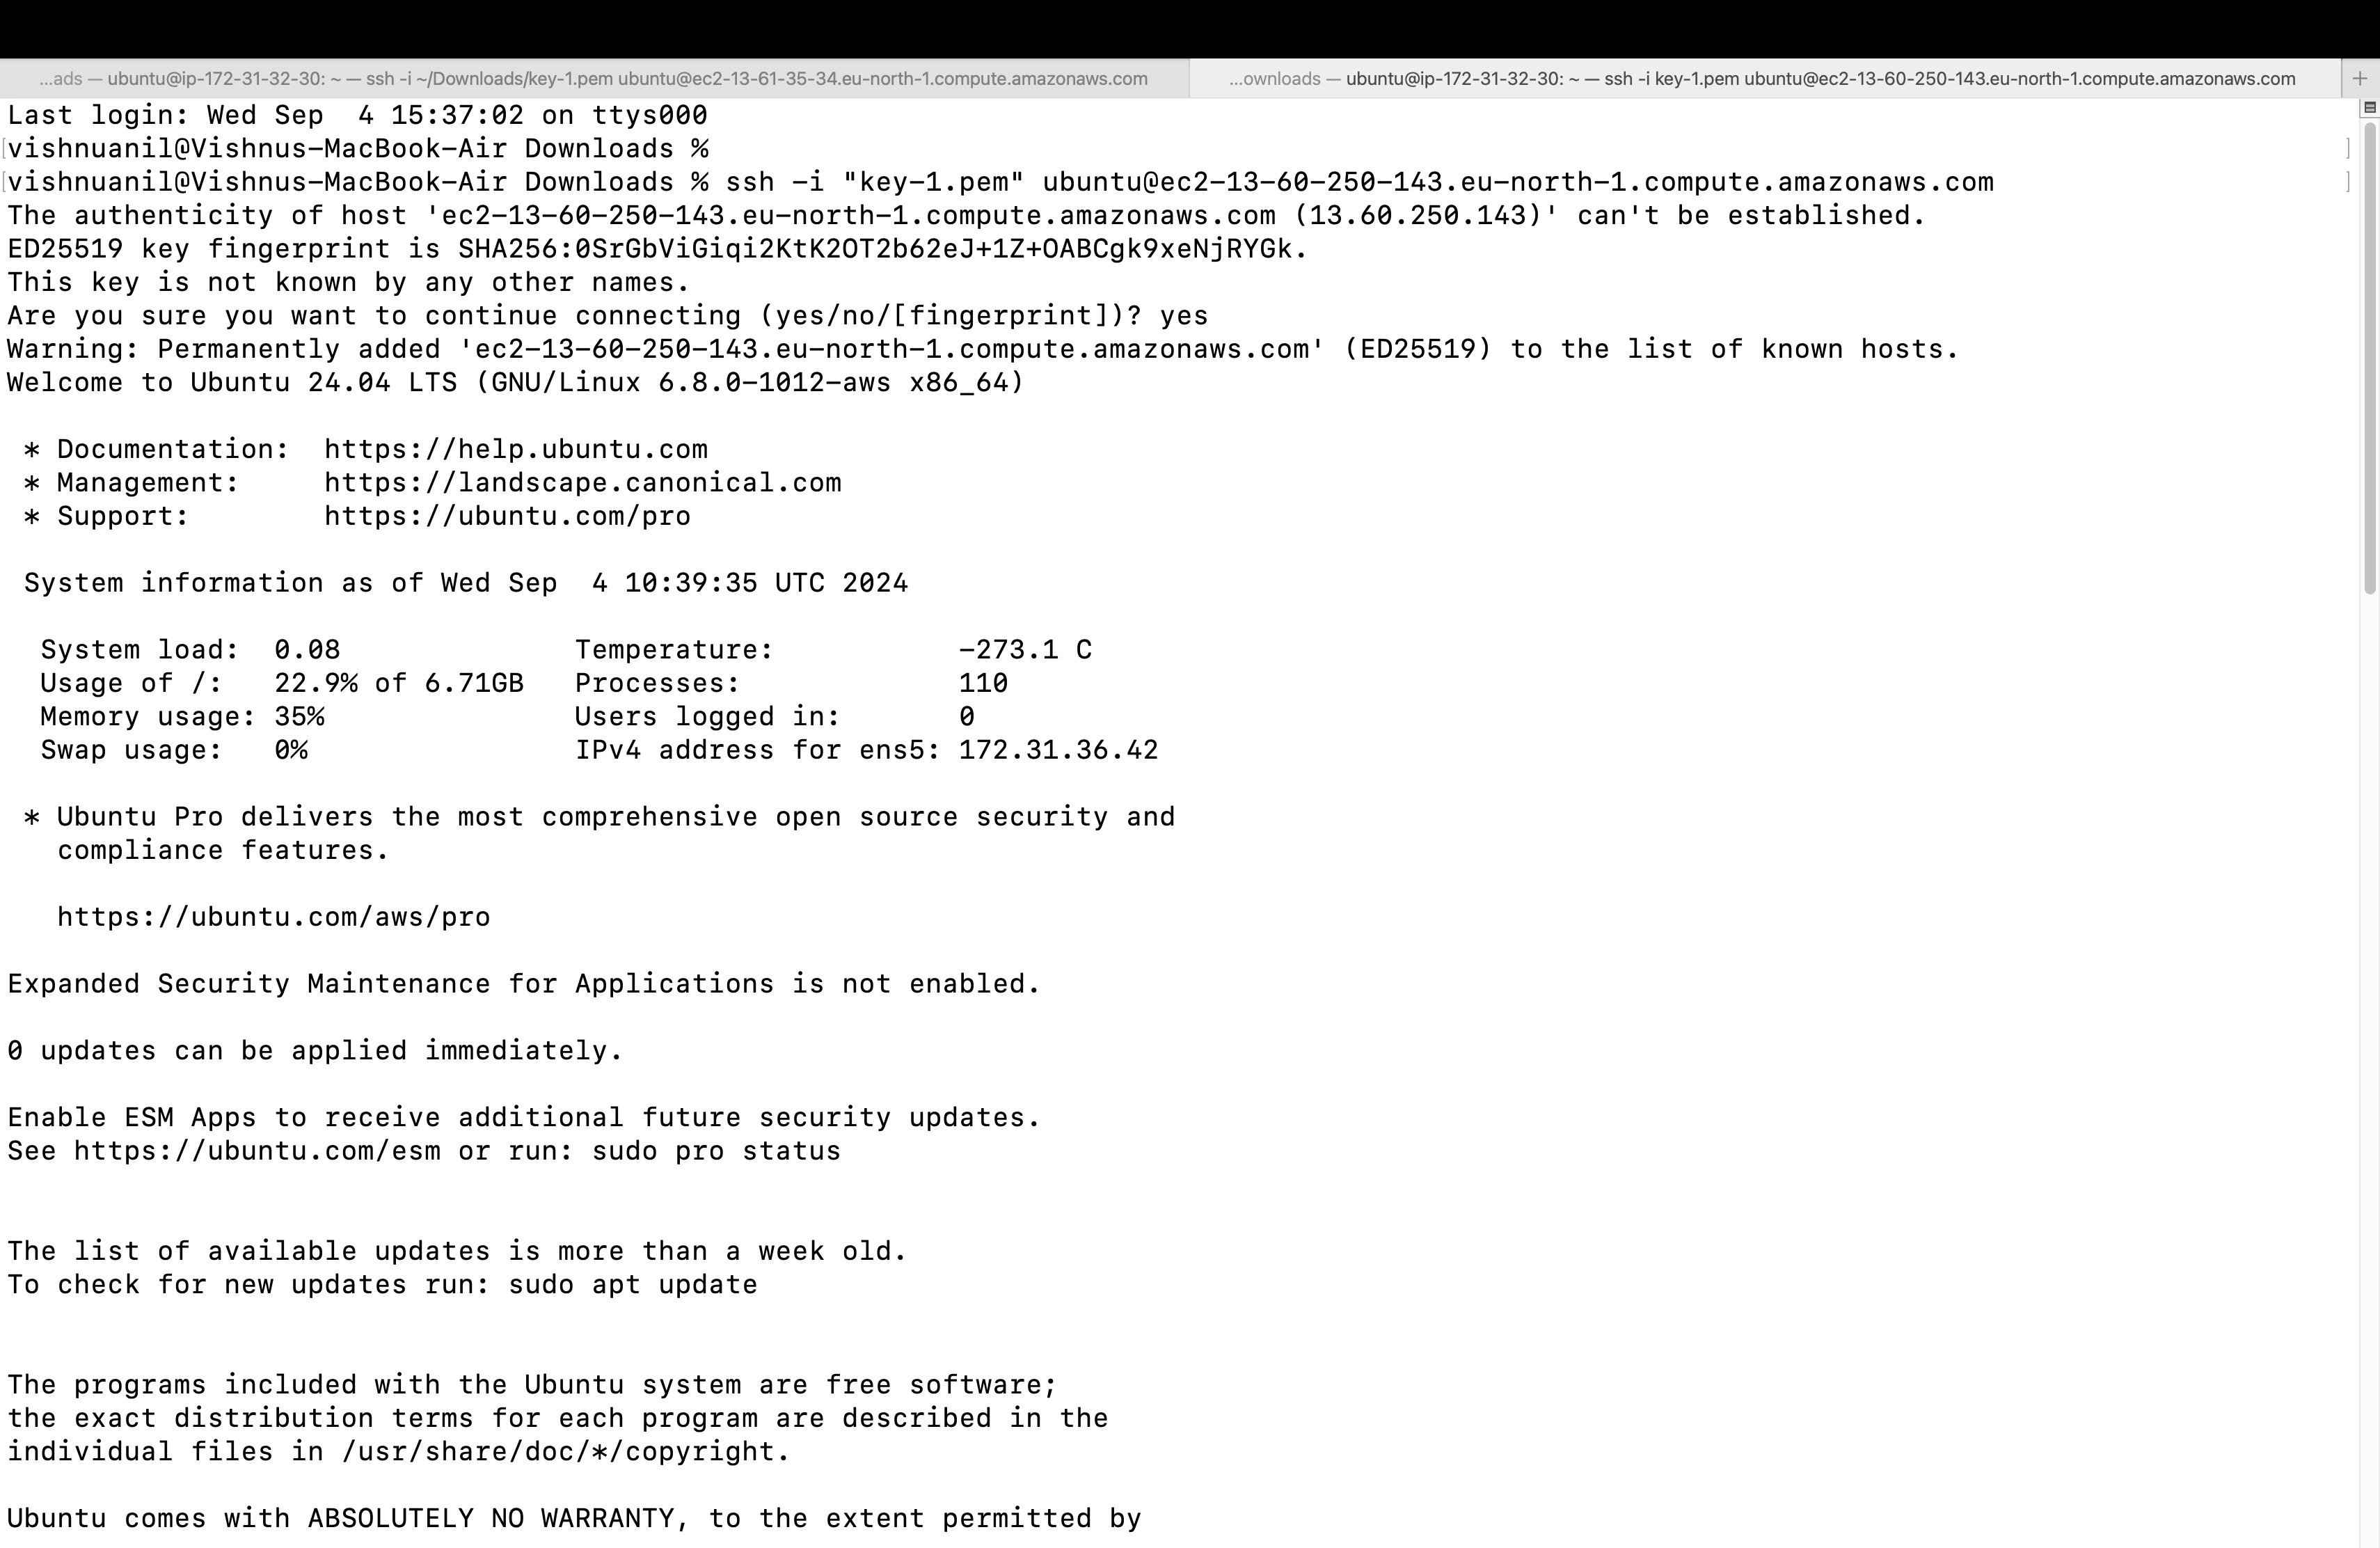 ...ads — ubuntu@ip-172-31-32-30: ~ — ssh -i ~/Downloads/key-1.pem ubuntu@ec2-13-61-35-34.eu-north-1.compute.amazonaws.com
...ownloads — ubuntu@ip-172-31-32-30: ~ — ssh -i key-1.pem ubuntu@ec2-13-60-250-143.eu-north-1.compute.amazonaws.com
Last login: Wed Sep  4 15:37:02 on ttys000
[vishnuanil@Vishnus-MacBook-Air Downloads % ]
[vishnuanil@Vishnus-MacBook-Air Downloads % ssh -i "key-1.pem" ubuntu@ec2-13-60-250-143.eu-north-1.compute.amazonaws.com ]
The authenticity of host 'ec2-13-60-250-143.eu-north-1.compute.amazonaws.com (13.60.250.143)' can't be established.
ED25519 key fingerprint is SHA256:0SrGbViGiqi2KtK2OT2b62eJ+1Z+OABCgk9xeNjRYGk.
This key is not known by any other names.
Are you sure you want to continue connecting (yes/no/[fingerprint])? yes
Warning: Permanently added 'ec2-13-60-250-143.eu-north-1.compute.amazonaws.com' (ED25519) to the list of known hosts.
Welcome to Ubuntu 24.04 LTS (GNU/Linux 6.8.0-1012-aws x86_64)
* Documentation:  https://help.ubuntu.com
* Management:     https://landscape.canonical.com
* Support:        https://ubuntu.com/pro
System information as of Wed Sep  4 10:39:35 UTC 2024
System load:  0.08              Temperature:           -273.1 C
Usage of /:   22.9% of 6.71GB   Processes:             110
Memory usage: 35%               Users logged in:       0
Swap usage:   0%                IPv4 address for ens5: 172.31.36.42
* Ubuntu Pro delivers the most comprehensive open source security and
compliance features.
https://ubuntu.com/aws/pro
Expanded Security Maintenance for Applications is not enabled.
0 updates can be applied immediately.
Enable ESM Apps to receive additional future security updates.
See https://ubuntu.com/esm or run: sudo pro status
The list of available updates is more than a week old.
To check for new updates run: sudo apt update
The programs included with the Ubuntu system are free software;
the exact distribution terms for each program are described in the
individual files in /usr/share/doc/*/copyright.
Ubuntu comes with ABSOLUTELY NO WARRANTY, to the extent permitted by